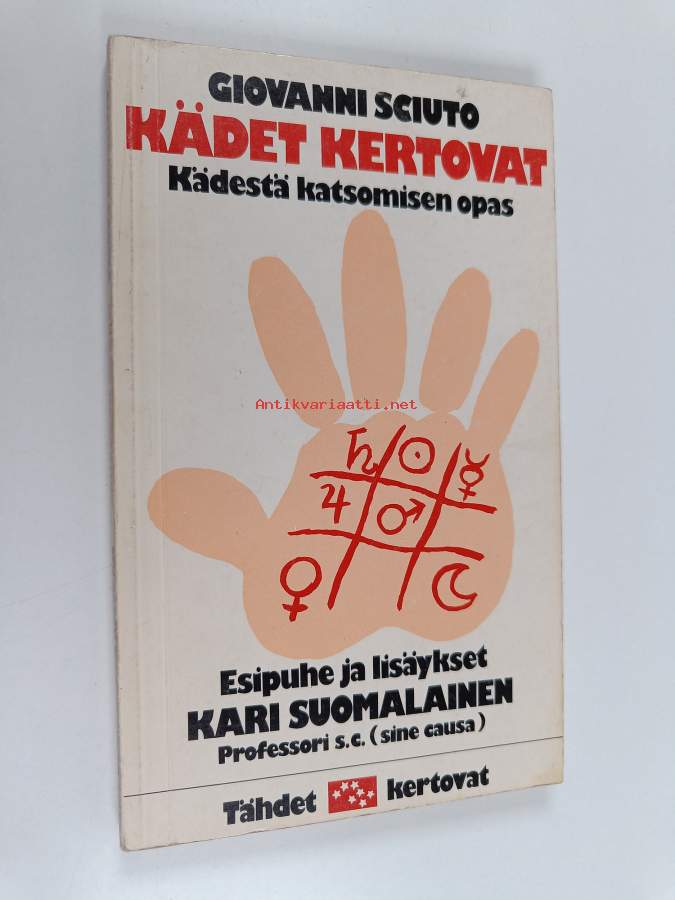 GIOVANNI SCIUTO
KÄDET KERTOVAT
Kädestä katsomisen opas
Antikvariaatti.net
♄ ☉ ☿
♃ ♂
♀ ☾
Esipuhe ja lisäykset
KARI SUOMALAINEN
Professori s.c. (sine causa)
Tähdet kertovat